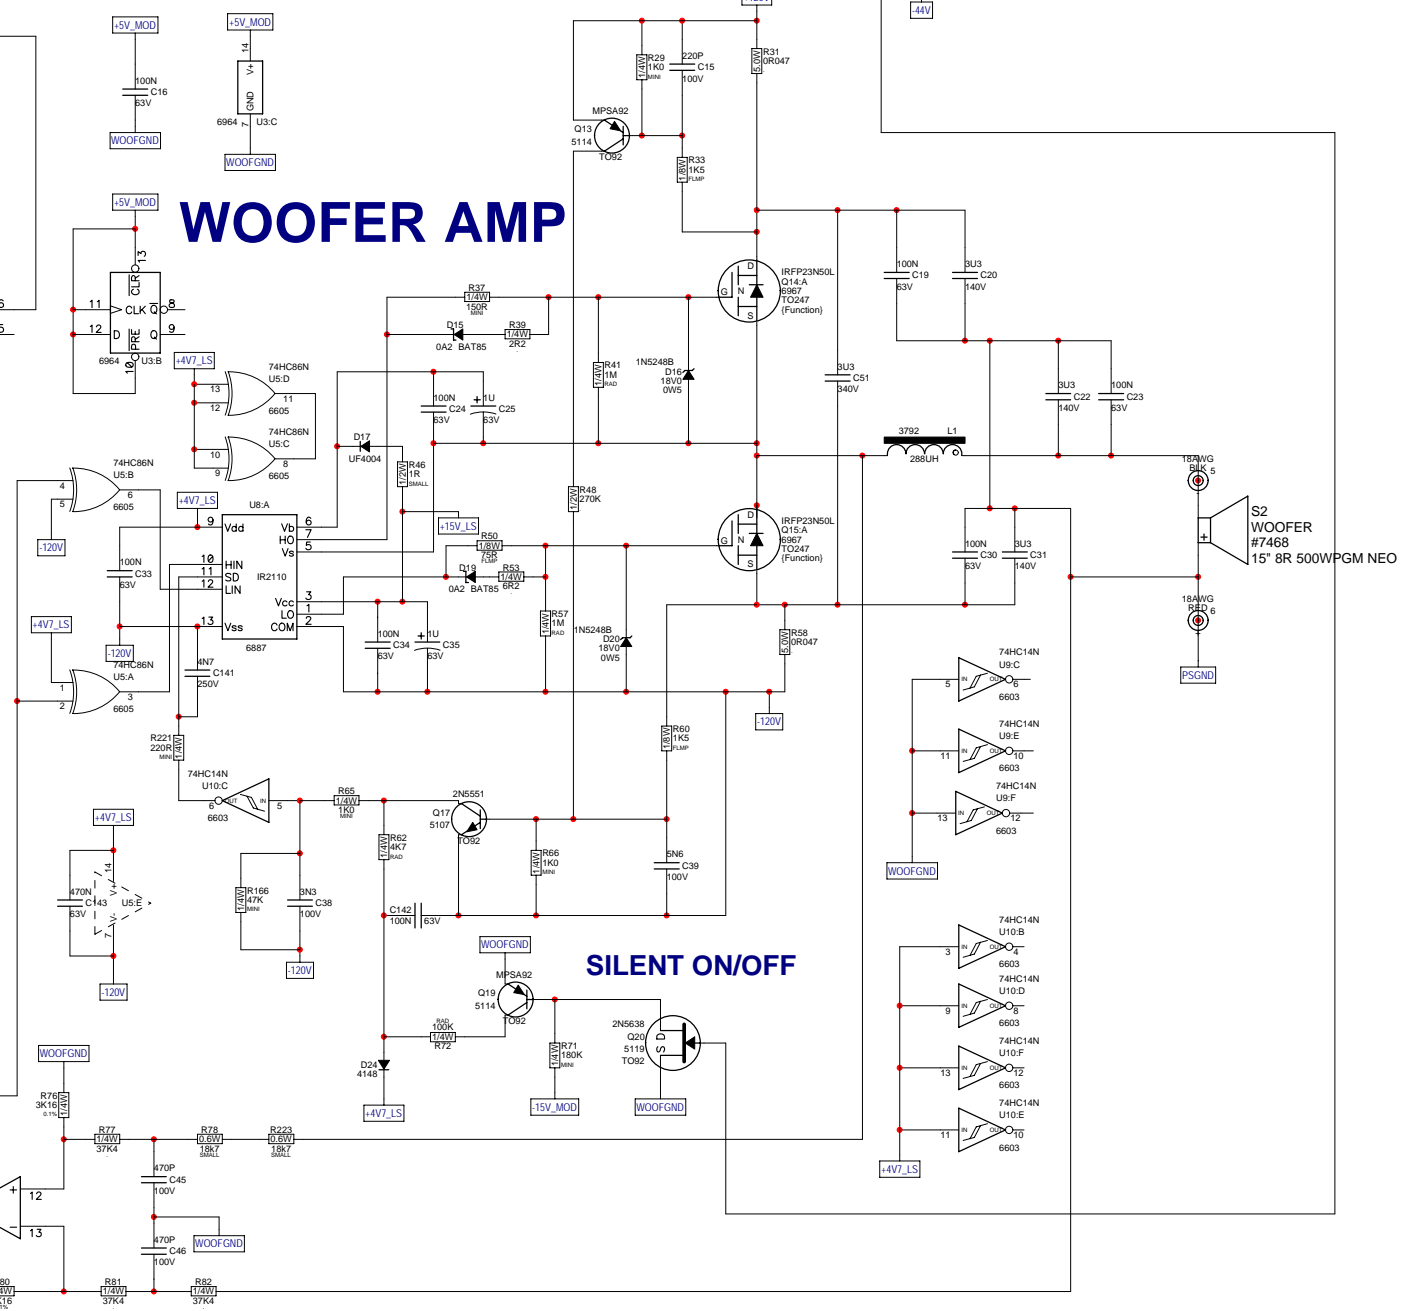 +5V_MOD
100N
C16
63V
WOOFGND
+5V_MOD
14
V+
GND
6964
7
U3:C
WOOFGND
-44V
R29
1K0
MINI
1/4W
220P
C15
100V
R31
0R047
5.0W
MPSA92
Q13
5114
TO92
R33
1K5
FLMP
1/8W
WOOFER AMP
+5V_MOD
13
CLR
11
CLK
Q
8
12
D
Q
9
PRE
10
6964
U3:B
+4V7_LS
74HC86N
U5:D
13
12
11
6605
74HC86N
U5:C
10
9
8
6605
R37
1/4W
150R
MINI
D15
0A2 BAT85
R39
1/4W
2R2
IRFP23N50L
Q14:A
6967
TO247
{Function}
D
G
N
S
100N
C19
63V
3U3
C20
140V
R41
1M
RAD
1/4W
1N5248B
D16
18V0
0W5
3U3
C51
340V
3U3
C22
140V
100N
C23
63V
100N
C24
63V
+
1U
C25
63V
D17
UF4004
R46
1R
SMALL
1/2W
3792
L1
288UH
18AWG
BLK
5
74HC86N
U5:B
4
5
6
6605
-120V
+4V7_LS
U8:A
9
Vdd
Vb
6
HO
7
Vs
5
10
HIN
11
SD
12
LIN
IR2110
Vcc
3
LO
1
COM
2
13
Vss
6887
100N
C33
63V
-120V
+15V_LS
R48
270K
1/2W
R50
1/8W
75R
FLMP
D19
0A2 BAT85
R53
1/4W
6R2
IRFP23N50L
Q15:A
6967
TO247
{Function}
D
G
N
S
100N
C30
63V
3U3
C31
140V
S2
WOOFER
#7468
15" 8R 500WPGM NEO
+
18AWG
RED
6
+
PSGND
+4V7_LS
74HC86N
U5:A
1
2
3
6605
4N7
C141
250V
100N
C34
63V
+
1U
C35
63V
R57
1M
RAD
1/4W
1N5248B
D20
18V0
0W5
R58
0R047
5.0W
-120V
R221
220R
MINI
1/4W
74HC14N
U10:C
6
OUT
IN
5
6603
R65
1/4W
1K0
MINI
2N5551
Q17
5107
TO92
R60
1K5
FLMP
1/8W
74HC14N
U9:C
5
IN
OUT
6
6603
74HC14N
U9:E
11
IN
OUT
10
6603
74HC14N
U9:F
13
IN
OUT
12
6603
WOOFGND
+4V7_LS
14
V+
470N
C143
63V
U5:E
V-
7
-120V
R166
47K
MINI
1/4W
3N3
C38
100V
-120V
R62
4K7
RAD
1/4W
R66
1K0
MINI
1/4W
5N6
C39
100V
C142
100N
63V
WOOFGND
SILENT ON/OFF
MPSA92
Q19
5114
TO92
RAD
100K
1/4W
R72
R71
180K
MINI
1/4W
2N5638
Q20
5119
TO92
S D
D24
4148
+4V7_LS
-15V_MOD
WOOFGND
74HC14N
U10:B
3
IN
OUT
4
6603
74HC14N
U10:D
9
IN
OUT
8
6603
74HC14N
U10:F
13
IN
OUT
12
6603
74HC14N
U10:E
11
IN
OUT
10
6603
+4V7_LS
WOOFGND
R76
3K16
0.1%
1/4W
R77
1/4W
37K4
R78
0.6W
18k7
SMALL
R223
0.6W
18k7
SMALL
470P
C45
100V
+
12
-
13
WOOFGND
470P
C46
100V
R81
1/4W
37K4
R82
1/4W
37K4